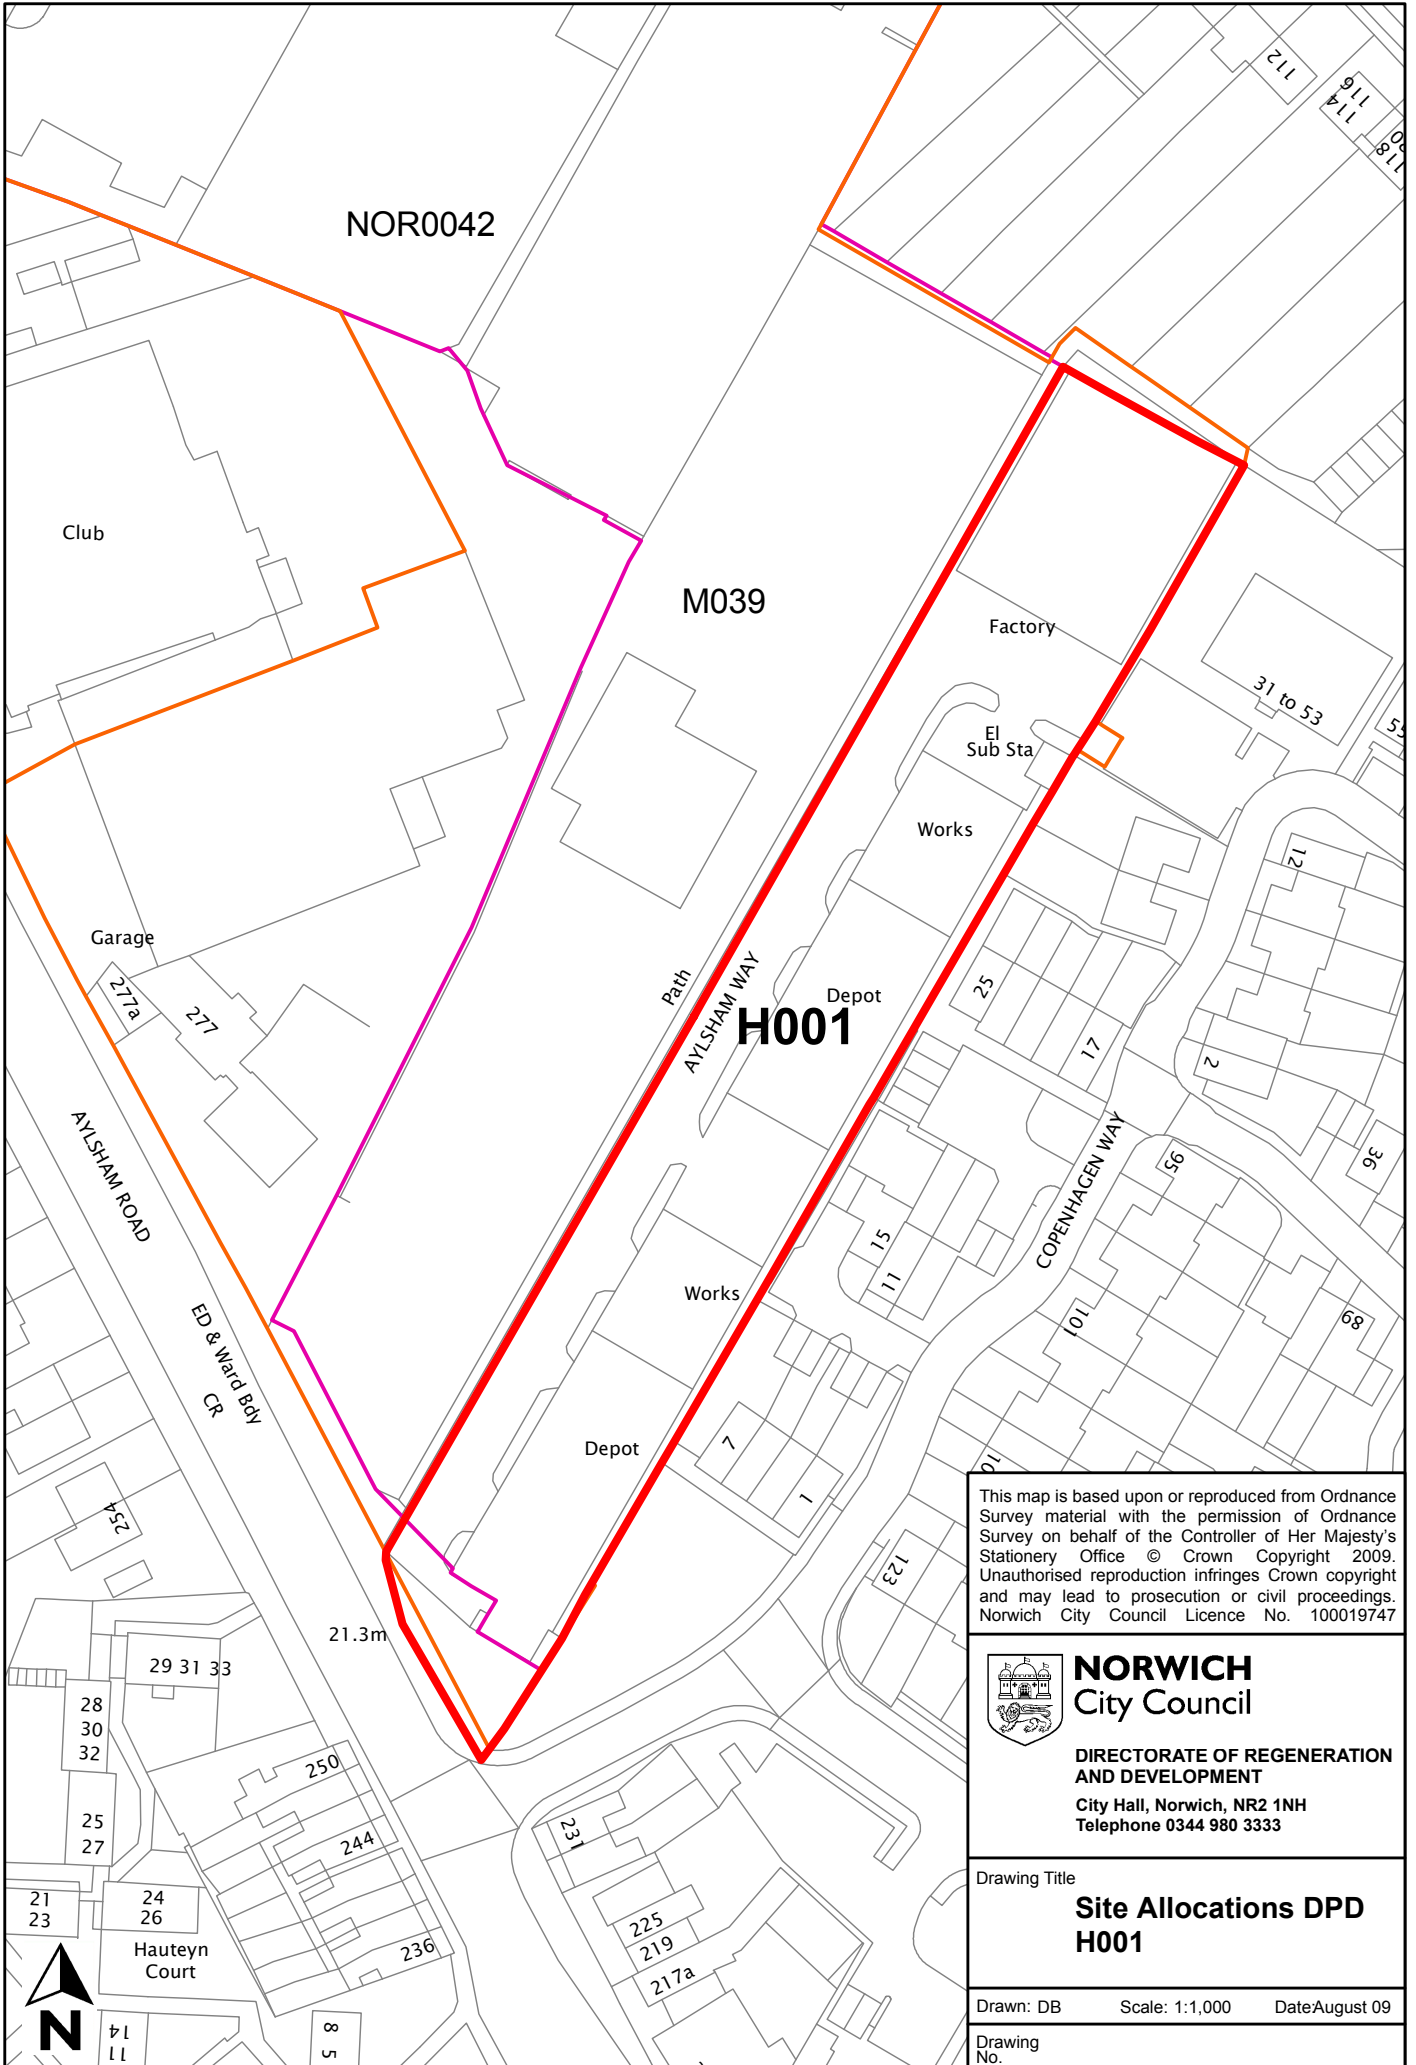 112
116
114
118
NOR0042
Club
M039
Factory
31 to 53
55
El
Sub Sta
Works
12
Garage
277a
277
Path
AYLSHAM WAY
Depot
H001
25
17
2
36
AYLSHAM ROAD
COPENHAGEN WAY
95
15
11
Works
101
89
ED & Ward Bdy
CR
Depot
7
1
254
123
21.3m
29 31 33
28
30
32
25
27
250
244
231
21
23
24
26
236
225
219
217a
Hauteyn
Court
14
11
8
5
N
This map is based upon or reproduced from Ordnance
Survey material with the permission of Ordnance
Survey on behalf of the Controller of Her Majesty's
Stationery Office © Crown Copyright 2009.
Unauthorised reproduction infringes Crown copyright
and may lead to prosecution or civil proceedings.
Norwich City Council Licence No. 100019747
NORWICH
City Council
DIRECTORATE OF REGENERATION
AND DEVELOPMENT
City Hall, Norwich, NR2 1NH
Telephone 0344 980 3333
Drawing Title
Site Allocations DPD
H001
Drawn: DB Scale: 1:1,000 Date:August 09
Drawing
No.